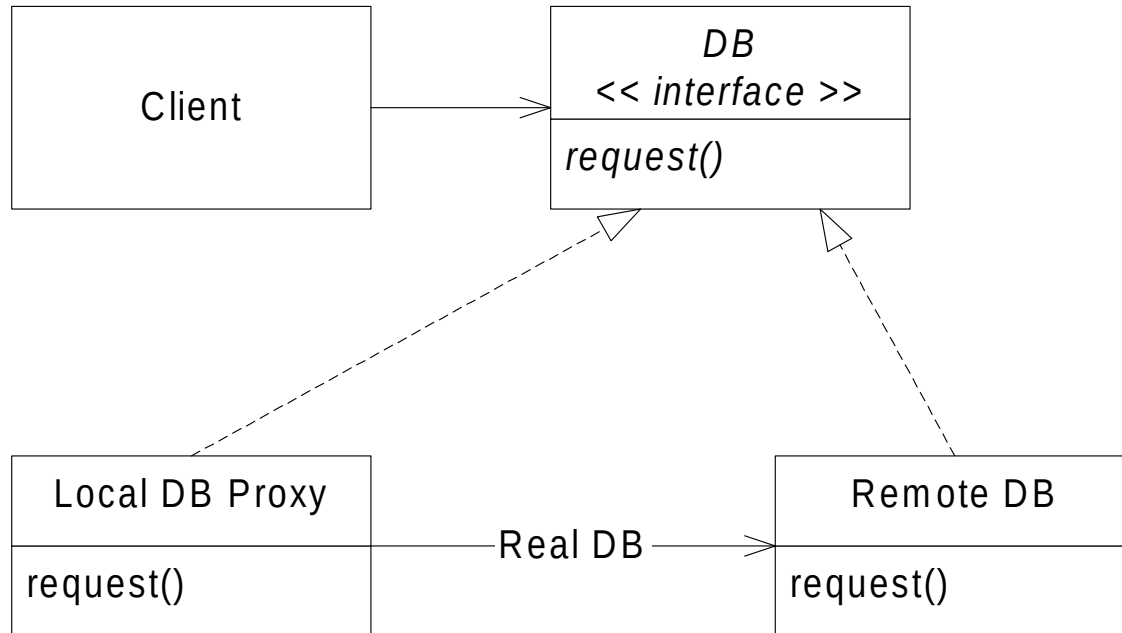 Client
DB
<< interface >>
request()
Local DB Proxy
request()
Real DB
Remote DB
request()